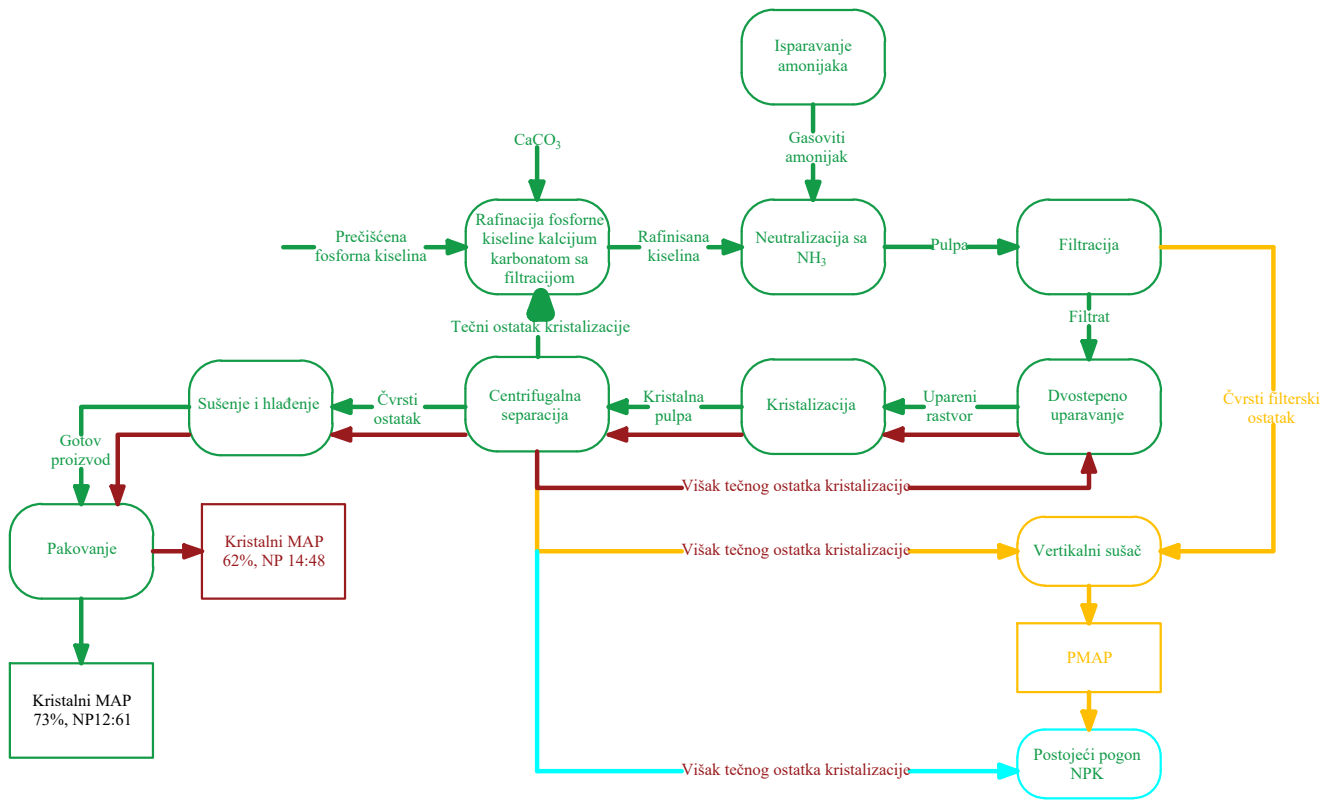 Isparavanje
amonijaka
CaCO₃
Gasoviti
amonijak
Prečišćena
fosforna kiselina
Rafinacija fosforne
kiseline kalcijum
karbonatom sa
filtracijom
Rafinisana
kiselina
Neutralizacija sa
NH₃
Pulpa
Filtracija
Tečni ostatak kristalizacije
Filtrat
Sušenje i hlađenje
Čvrsti
ostatak
Centrifugalna
separacija
Kristalna
pulpa
Kristalizacija
Upareni
rastvor
Dvostepeno
uparavanje
Čvrsti filterski
ostatak
Gotov
proizvod
Višak tečnog ostatka kristalizacije
Pakovanje
Kristalni MAP
62%, NP 14:48
Višak tečnog ostatka kristalizacije
Vertikalni sušač
PMAP
Kristalni MAP
73%, NP12:61
Višak tečnog ostatka kristalizacije
Postojeći pogon
NPK